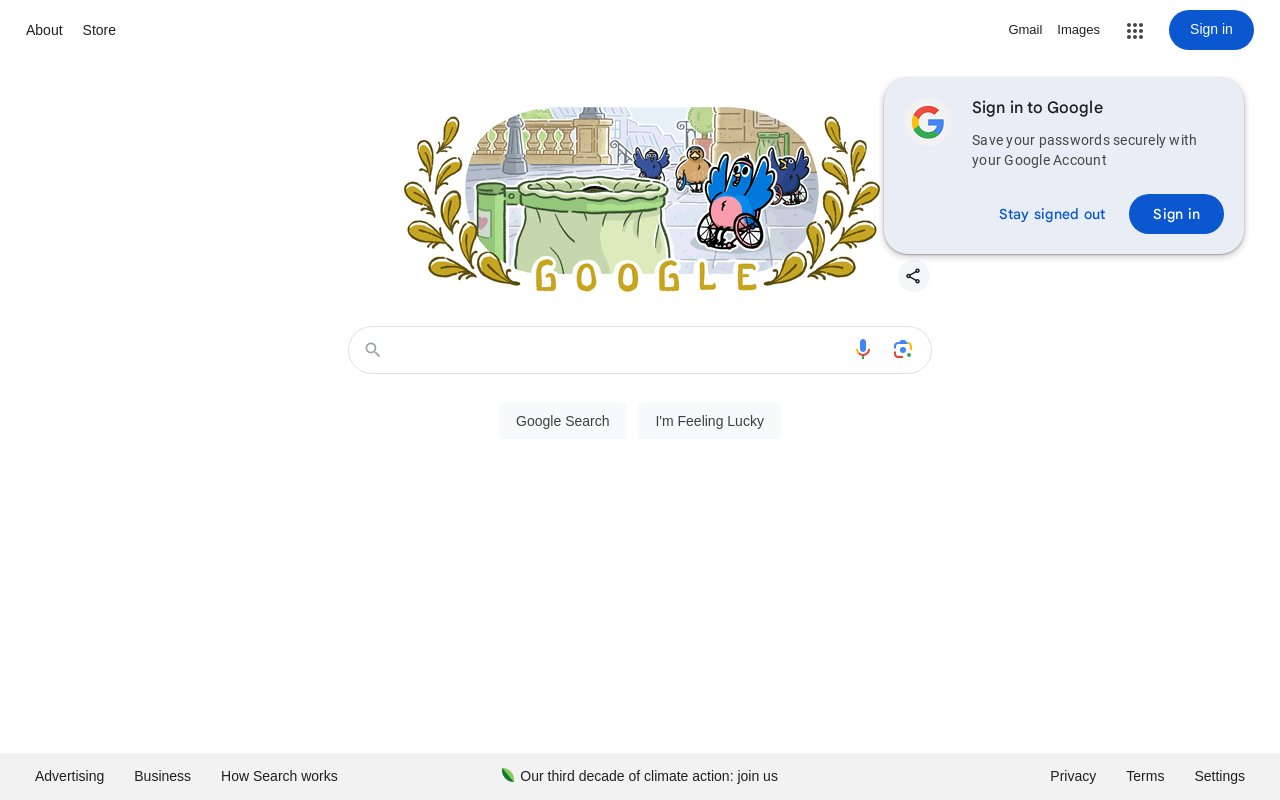 About
Store
Gmail
Images
Sign in
Sign in to Google
Save your passwords securely with
your Google Account
Stay signed out
Sign in
GOOGLE
Google Search
I'm Feeling Lucky
Advertising
Business
How Search works
Our third decade of climate action: join us
Privacy
Terms
Settings